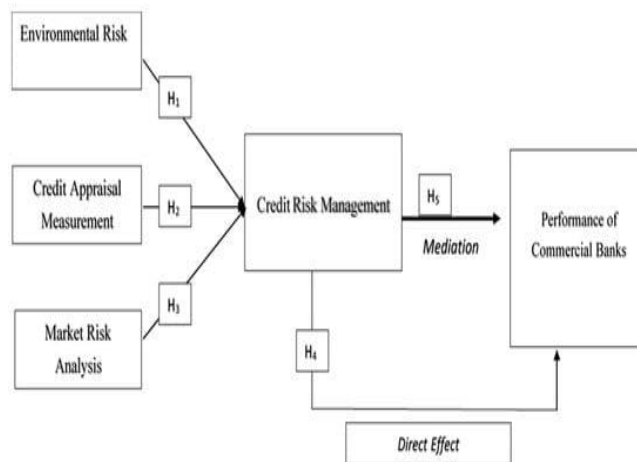 Environmental Risk
H₁
Credit Appraisal
Measurement
H₂
Market Risk
Analysis
H₃
Credit Risk Management
H₅
Mediation
Performance of
Commercial Banks
H₄
Direct Effect